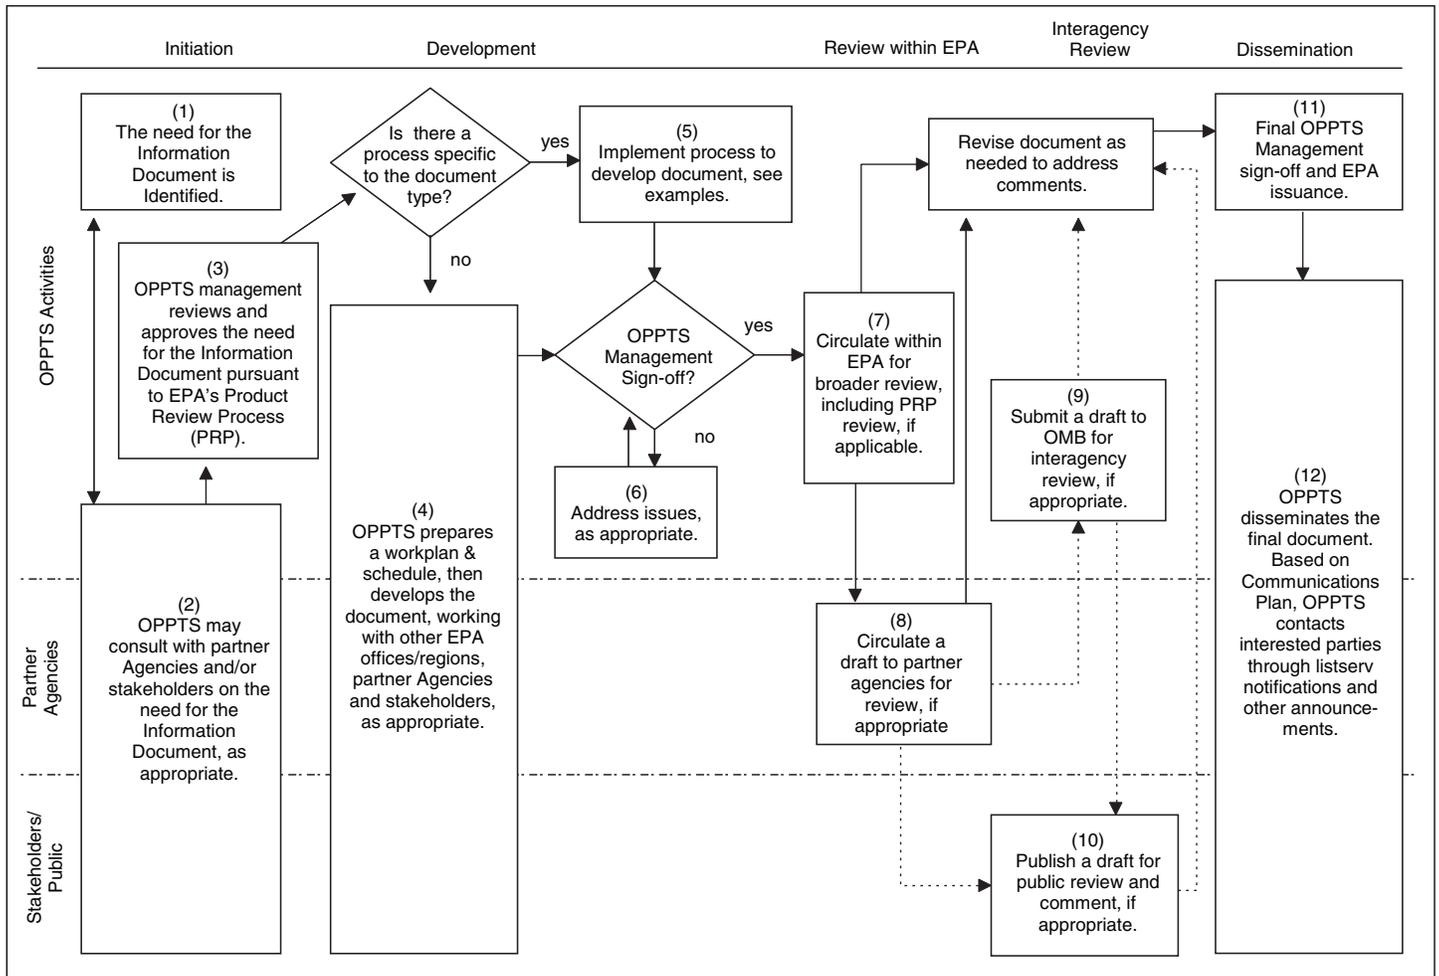 Initiation
Development
Review within EPA
Interagency
Review
Dissemination
OPPTS Activities
Partner
Agencies
Stakeholders/
Public
(1)
The need for the
Information
Document is
Identified.
(2)
OPPTS may
consult with partner
Agencies and/or
stakeholders on the
need for the
Information
Document, as
appropriate.
(3)
OPPTS management
reviews and
approves the need
for the Information
Document pursuant
to EPA's Product
Review Process
(PRP).
Is there a
process specific
to the document
type?
yes
no
(4)
OPPTS prepares
a workplan &
schedule, then
develops the
document, working
with other EPA
offices/regions,
partner Agencies
and stakeholders,
as appropriate.
(5)
Implement process to
develop document, see
examples.
OPPTS
Management
Sign-off?
yes
no
(6)
Address issues,
as appropriate.
(7)
Circulate within
EPA for
broader review,
including PRP
review, if
applicable.
(8)
Circulate a
draft to partner
agencies for
review, if
appropriate
Revise document as
needed to address
comments.
(9)
Submit a draft to
OMB for
interagency
review, if
appropriate.
(10)
Publish a draft for
public review and
comment, if
appropriate.
(11)
Final OPPTS
Management
sign-off and EPA
issuance.
(12)
OPPTS
disseminates the
final document.
Based on
Communications
Plan, OPPTS
contacts
interested parties
through listserv
notifications and
other announce-
ments.